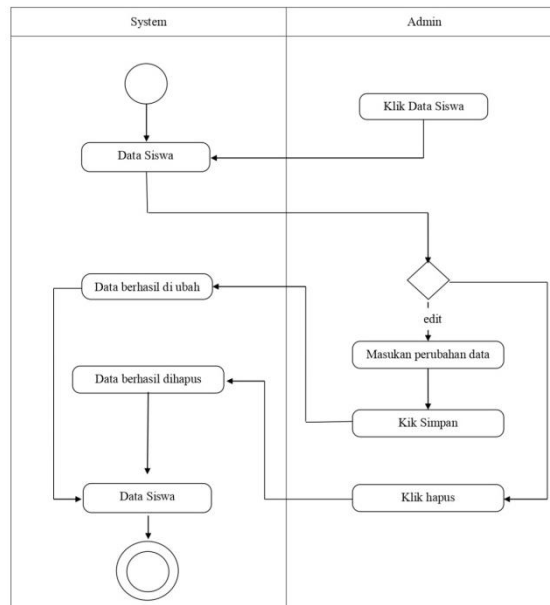 System
Admin
Klik Data Siswa
Data Siswa
Data berhasil di ubah
edit
Masukan perubahan data
Data berhasil dihapus
Kik Simpan
Data Siswa
Klik hapus